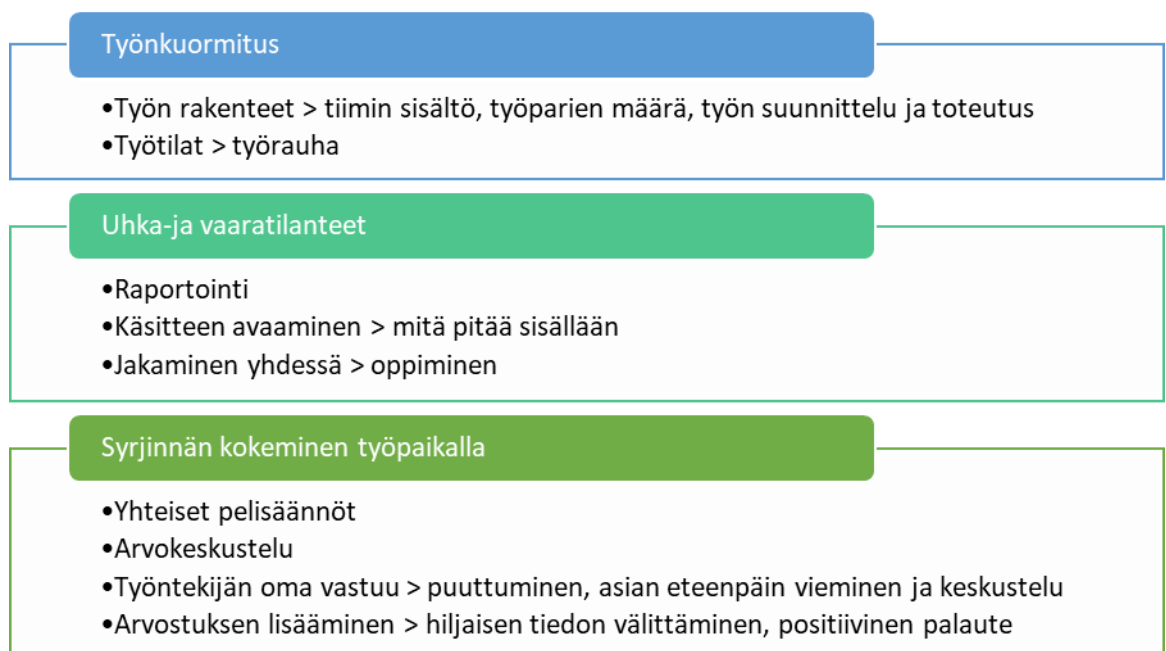 Työnkuormitus
•Työn rakenteet > tiimin sisältö, työparien määrä, työn suunnittelu ja toteutus
•Työtilat > työrauha
Uhka-ja vaaratilanteet
•Raportointi
•Käsitteen avaaminen > mitä pitää sisällään
•Jakaminen yhdessä > oppiminen
Syrjinnän kokeminen työpaikalla
•Yhteiset pelisäännöt
•Arvokeskustelu
•Työntekijän oma vastuu > puuttuminen, asian eteenpäin vieminen ja keskustelu
•Arvostuksen lisääminen > hiljaisen tiedon välittäminen, positiivinen palaute